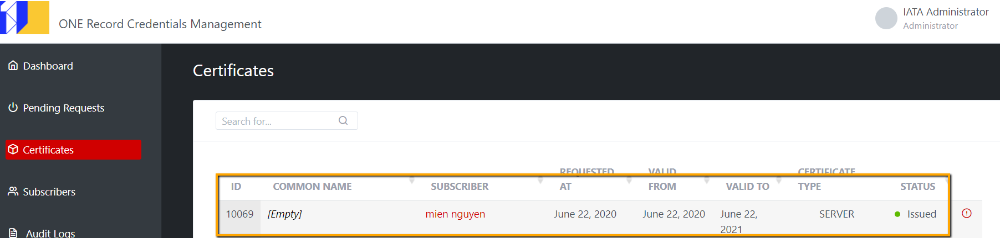 ONE Record Credentials Management
IATA Administrator
Administrator
Dashboard
Pending Requests
Certificates
Subscribers
Audit Logs
Certificates
Search for...
ID
COMMON NAME
SUBSCRIBER
REQUESTED
AT
VALID
FROM
VALID TO
CERTIFICATE
TYPE
STATUS
10069
[Empty]
mien nguyen
June 22, 2020
June 22, 2020
June 22,
2021
SERVER
Issued